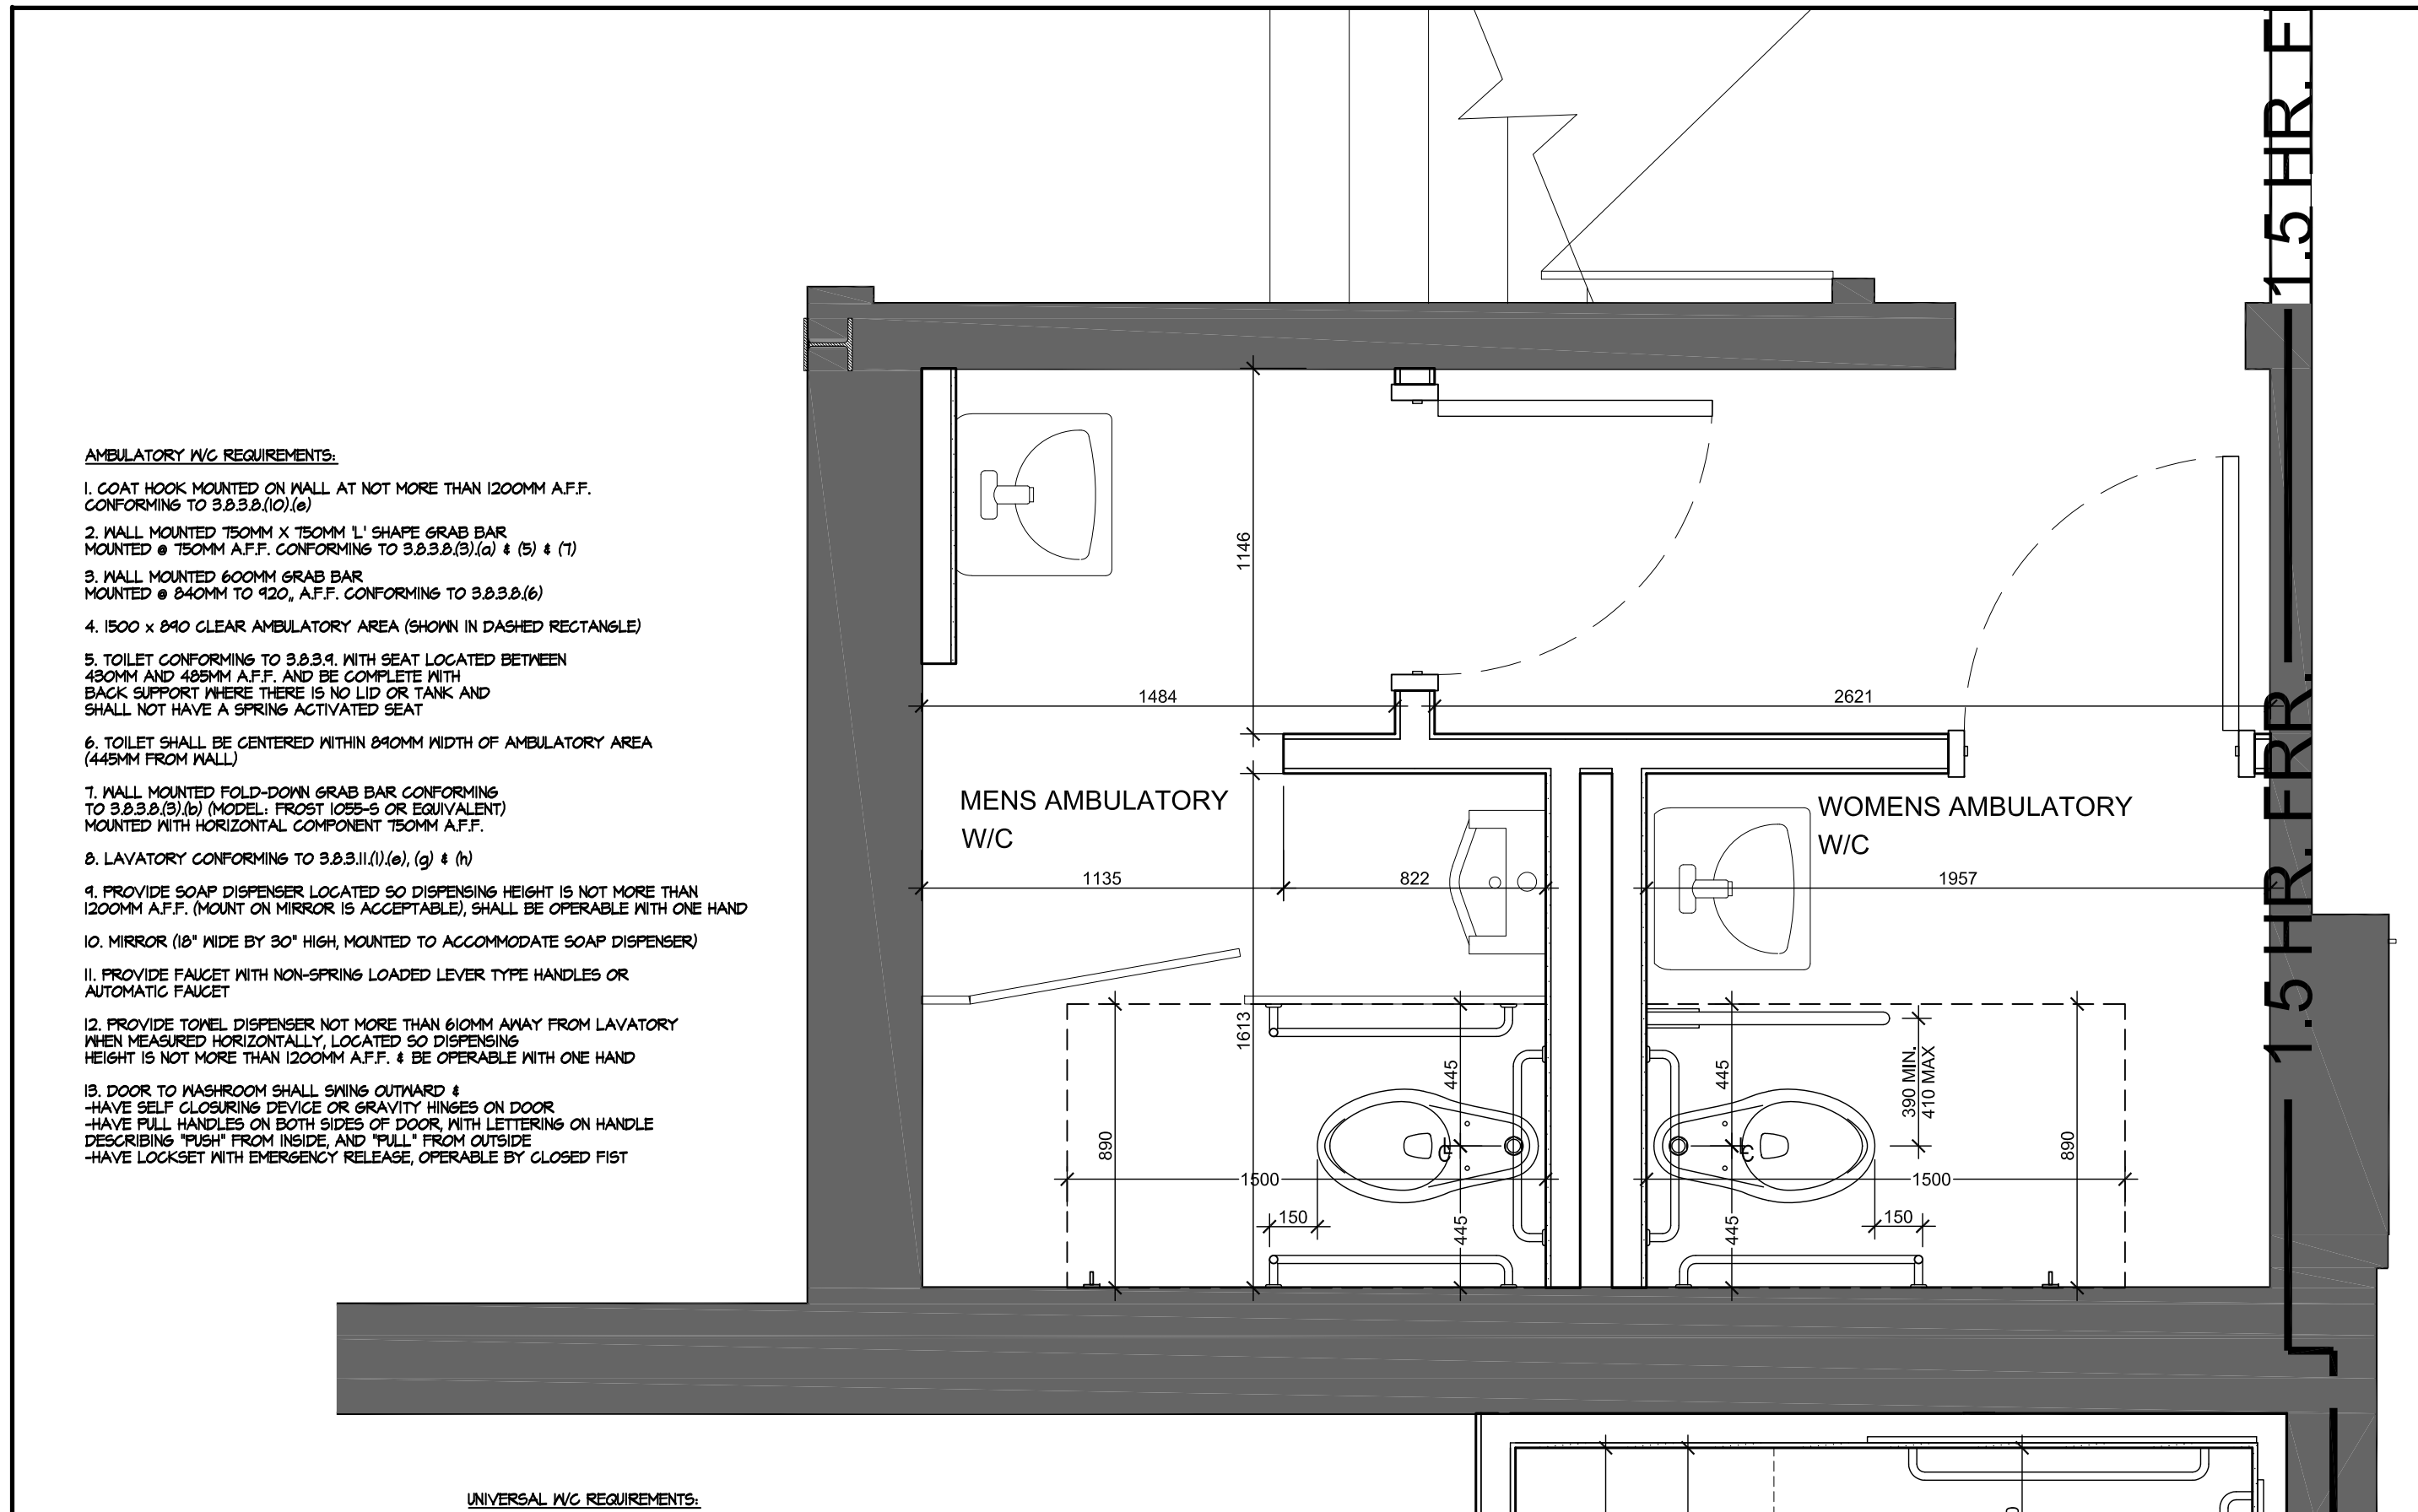 AMBULATORY W/C REQUIREMENTS:
1. COAT HOOK MOUNTED ON WALL AT NOT MORE THAN 1200MM A.F.F.
CONFORMING TO 3.8.3.8.(10).(e)
2. WALL MOUNTED 750MM X 750MM 'L' SHAPE GRAB BAR
MOUNTED @ 750MM A.F.F. CONFORMING TO 3.8.3.8.(3).(a) & (5) & (7)
3. WALL MOUNTED 600MM GRAB BAR
MOUNTED @ 840MM TO 920,, A.F.F. CONFORMING TO 3.8.3.8.(6)
4. 1500 x 890 CLEAR AMBULATORY AREA (SHOWN IN DASHED RECTANGLE)
5. TOILET CONFORMING TO 3.8.3.9. WITH SEAT LOCATED BETWEEN
430MM AND 485MM A.F.F. AND BE COMPLETE WITH
BACK SUPPORT WHERE THERE IS NO LID OR TANK AND
SHALL NOT HAVE A SPRING ACTIVATED SEAT
6. TOILET SHALL BE CENTERED WITHIN 890MM WIDTH OF AMBULATORY AREA
(445MM FROM WALL)
7. WALL MOUNTED FOLD-DOWN GRAB BAR CONFORMING
TO 3.8.3.8.(3).(b) (MODEL: FROST 1055-S OR EQUIVALENT)
MOUNTED WITH HORIZONTAL COMPONENT 750MM A.F.F.
8. LAVATORY CONFORMING TO 3.8.3.11.(1).(e), (g) & (h)
9. PROVIDE SOAP DISPENSER LOCATED SO DISPENSING HEIGHT IS NOT MORE THAN
1200MM A.F.F. (MOUNT ON MIRROR IS ACCEPTABLE), SHALL BE OPERABLE WITH ONE HAND
10. MIRROR (18" WIDE BY 30" HIGH, MOUNTED TO ACCOMMODATE SOAP DISPENSER)
11. PROVIDE FAUCET WITH NON-SPRING LOADED LEVER TYPE HANDLES OR
AUTOMATIC FAUCET
12. PROVIDE TOWEL DISPENSER NOT MORE THAN 610MM AWAY FROM LAVATORY
WHEN MEASURED HORIZONTALLY, LOCATED SO DISPENSING
HEIGHT IS NOT MORE THAN 1200MM A.F.F. & BE OPERABLE WITH ONE HAND
13. DOOR TO WASHROOM SHALL SWING OUTWARD &
-HAVE SELF CLOSURING DEVICE OR GRAVITY HINGES ON DOOR
-HAVE PULL HANDLES ON BOTH SIDES OF DOOR, WITH LETTERING ON HANDLE
DESCRIBING "PUSH" FROM INSIDE, AND "PULL" FROM OUTSIDE
-HAVE LOCKSET WITH EMERGENCY RELEASE, OPERABLE BY CLOSED FIST
UNIVERSAL W/C REQUIREMENTS:
1.5 HR. F
1146
1484
2621
MENS AMBULATORY
W/C
WOMENS AMBULATORY
W/C
1135
822
1957
1.5 HR. FRR.
1613
445
445
390 MIN.
410 MAX
890
890
1500
1500
150
150
445
445